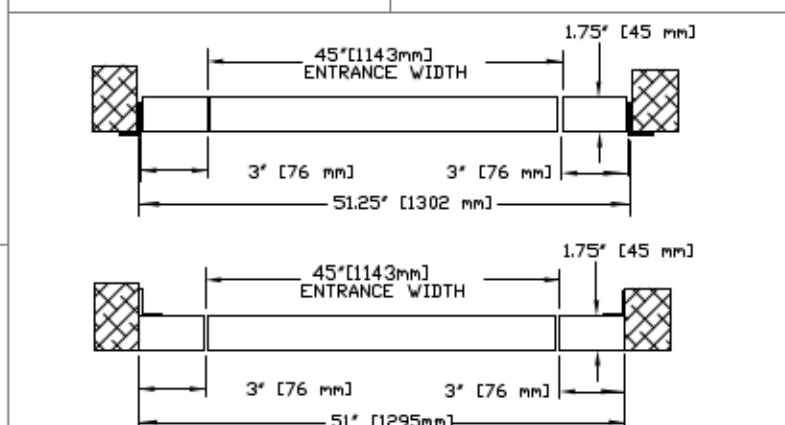 1.75" [45 mm]
45"[1143mm]
ENTRANCE WIDTH
3" [76 mm]
3" [76 mm]
51.25" [1302 mm]
1.75" [45 mm]
45"[1143mm]
ENTRANCE WIDTH
3" [76 mm]
3" [76 mm]
51" [1295mm]